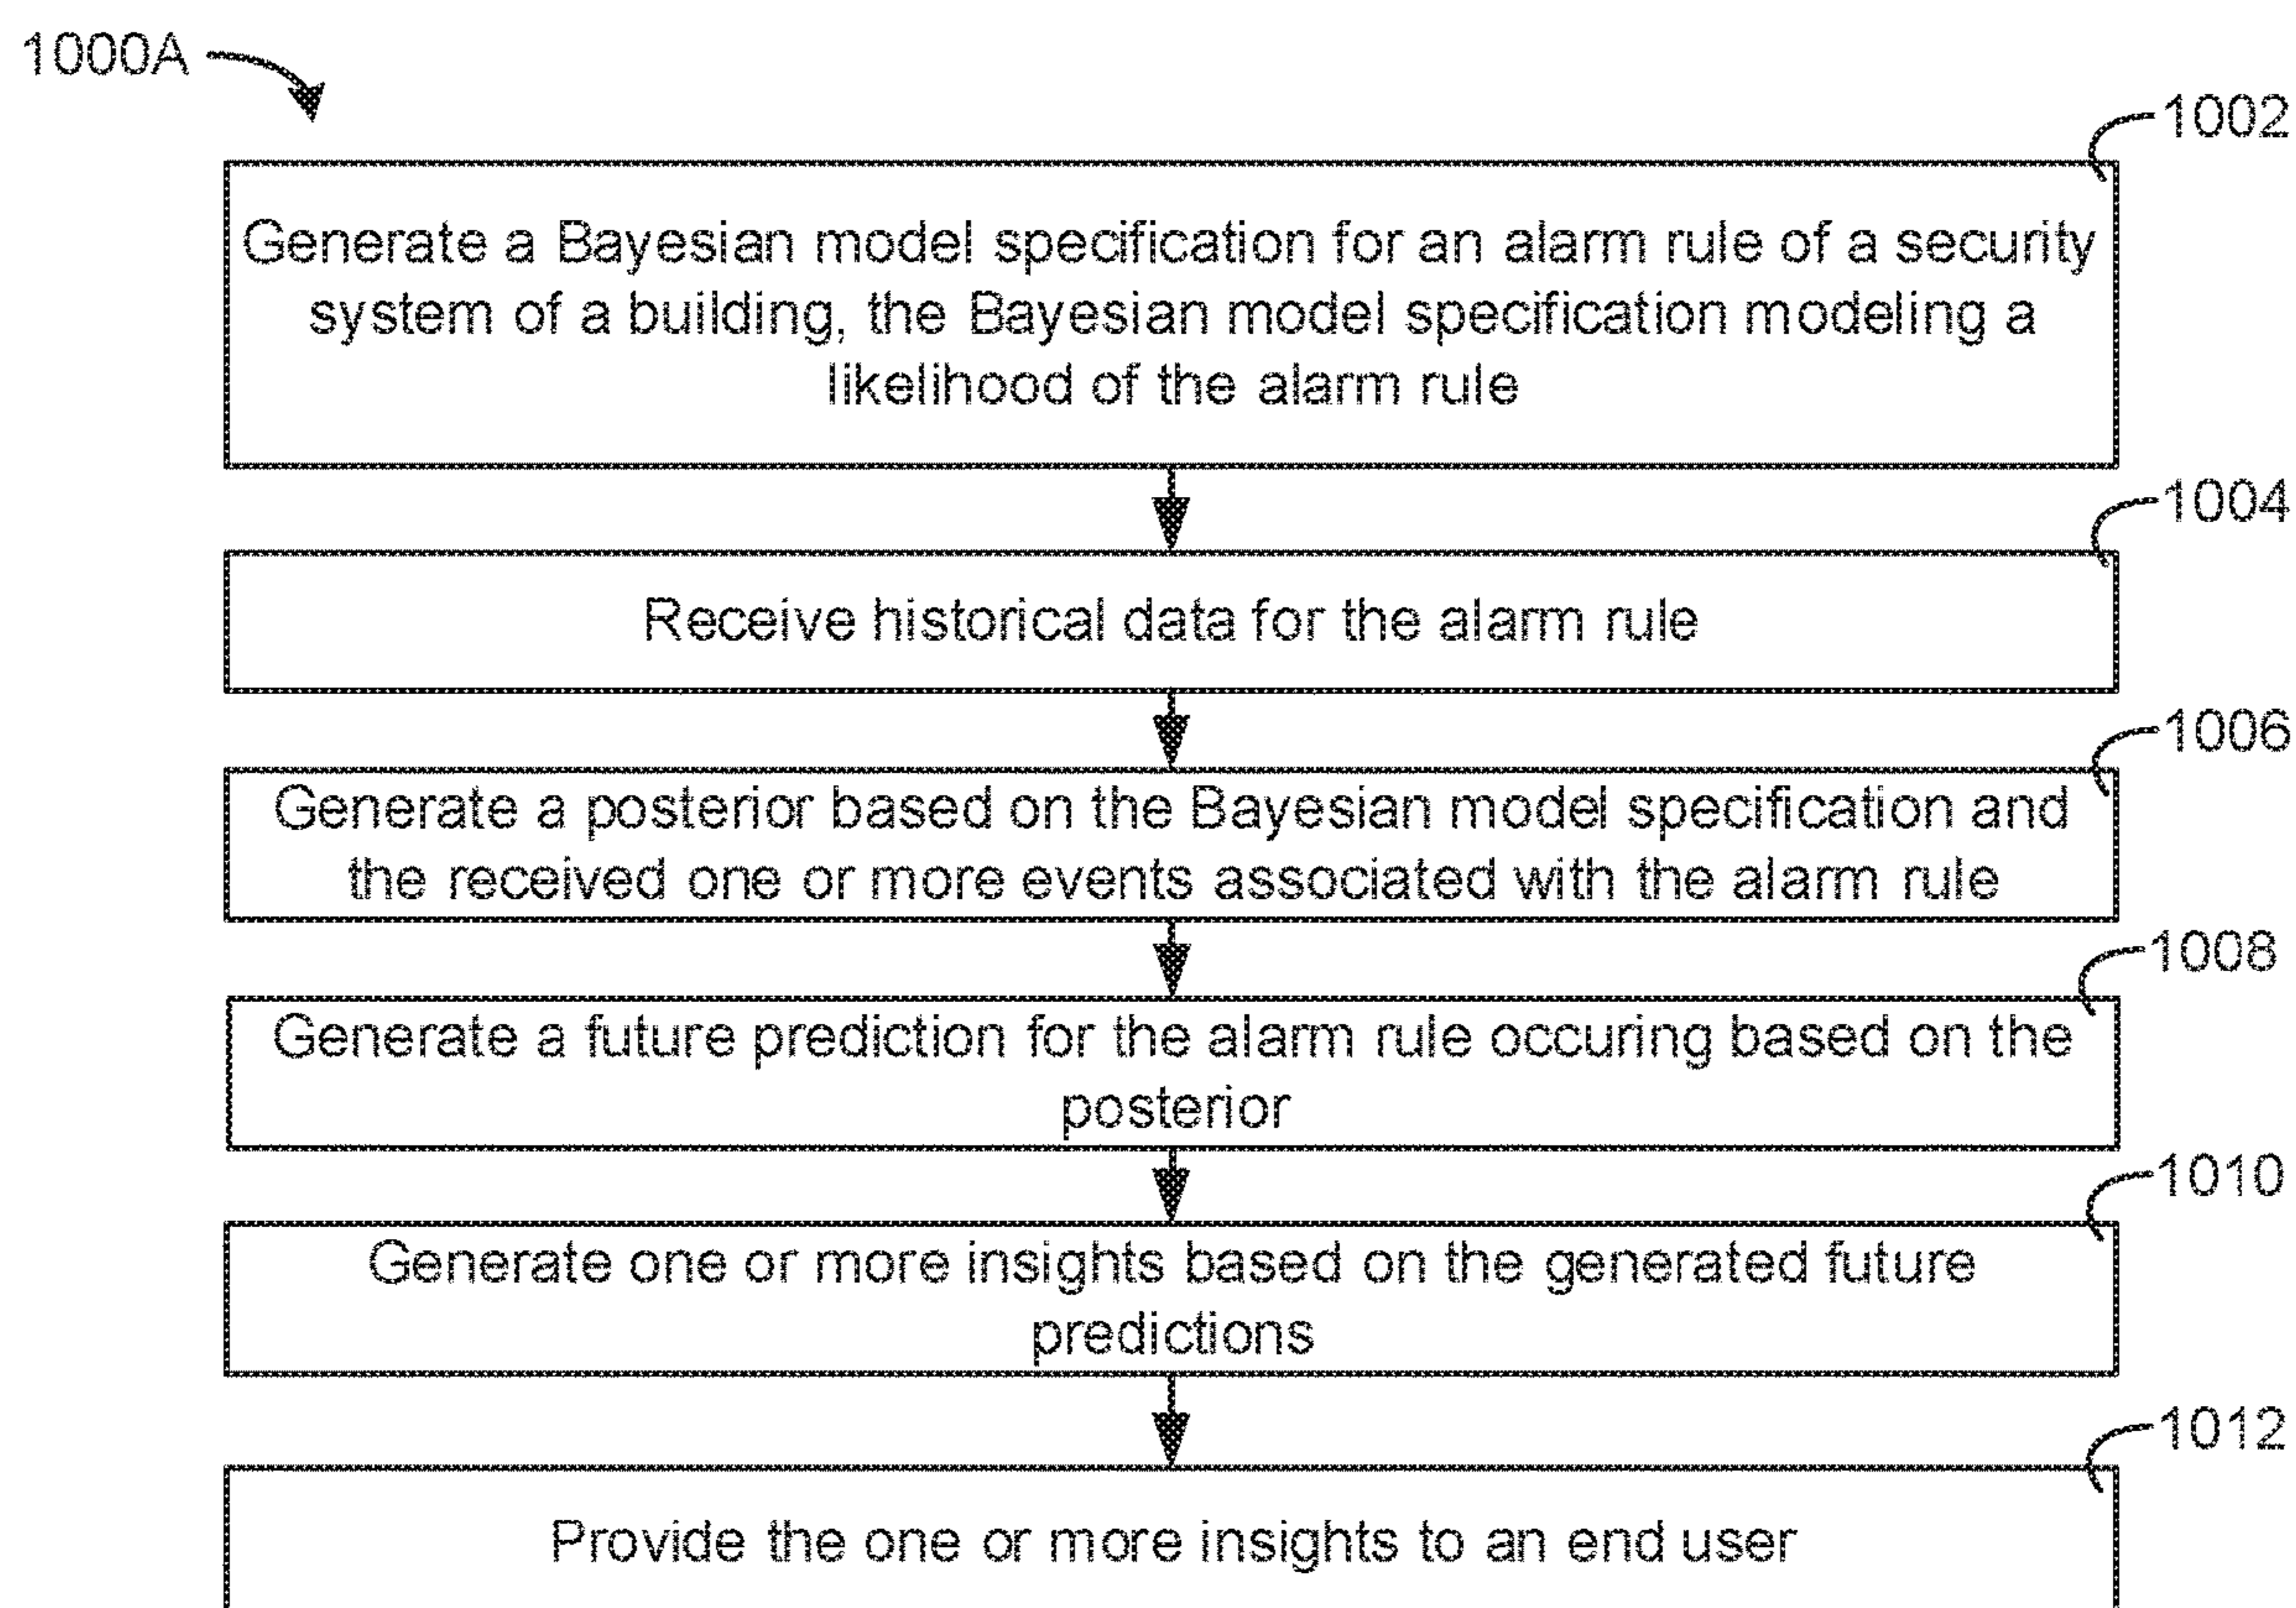 1000A
1002
Generate a Bayesian model specification for an alarm rule of a security
system of a building, the Bayesian model specification modeling a
likelihood of the alarm rule
1004
Receive historical data for the alarm rule
1006
Generate a posterior based on the Bayesian model specification and
the received one or more events associated with the alarm rule
1008
Generate a future prediction for the alarm rule occuring based on the
posterior
1010
Generate one or more insights based on the generated future
predictions
1012
Provide the one or more insights to an end user